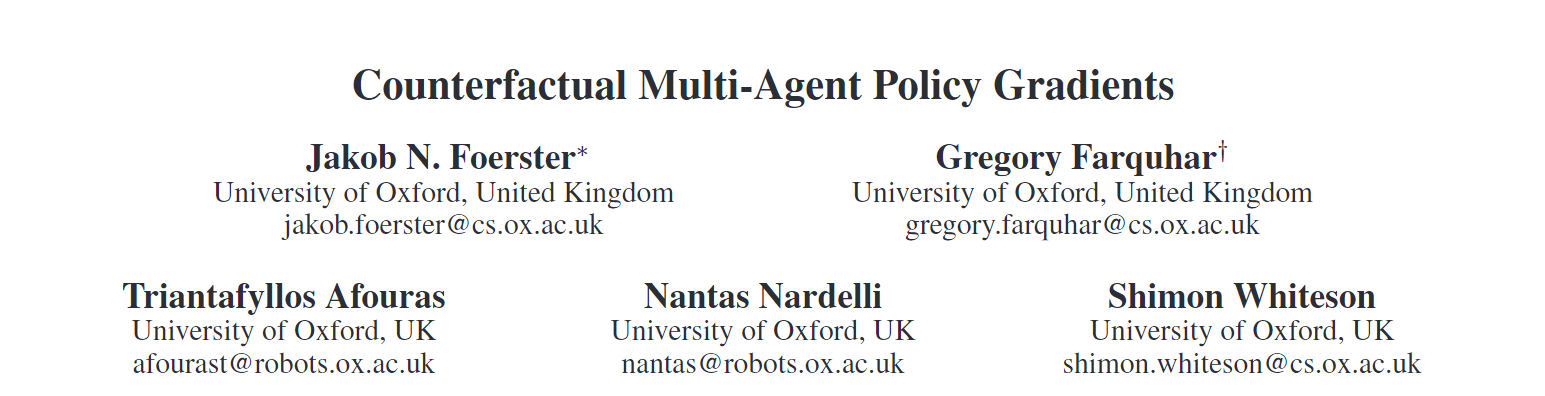 Counterfactual Multi-Agent Policy Gradients
Jakob N. Foerster*
University of Oxford, United Kingdom
jakob.foerster@cs.ox.ac.uk
Gregory Farquhar†
University of Oxford, United Kingdom
gregory.farquhar@cs.ox.ac.uk
Triantafyllos Afouras
University of Oxford, UK
afourast@robots.ox.ac.uk
Nantas Nardelli
University of Oxford, UK
nantas@robots.ox.ac.uk
Shimon Whiteson
University of Oxford, UK
shimon.whiteson@cs.ox.ac.uk